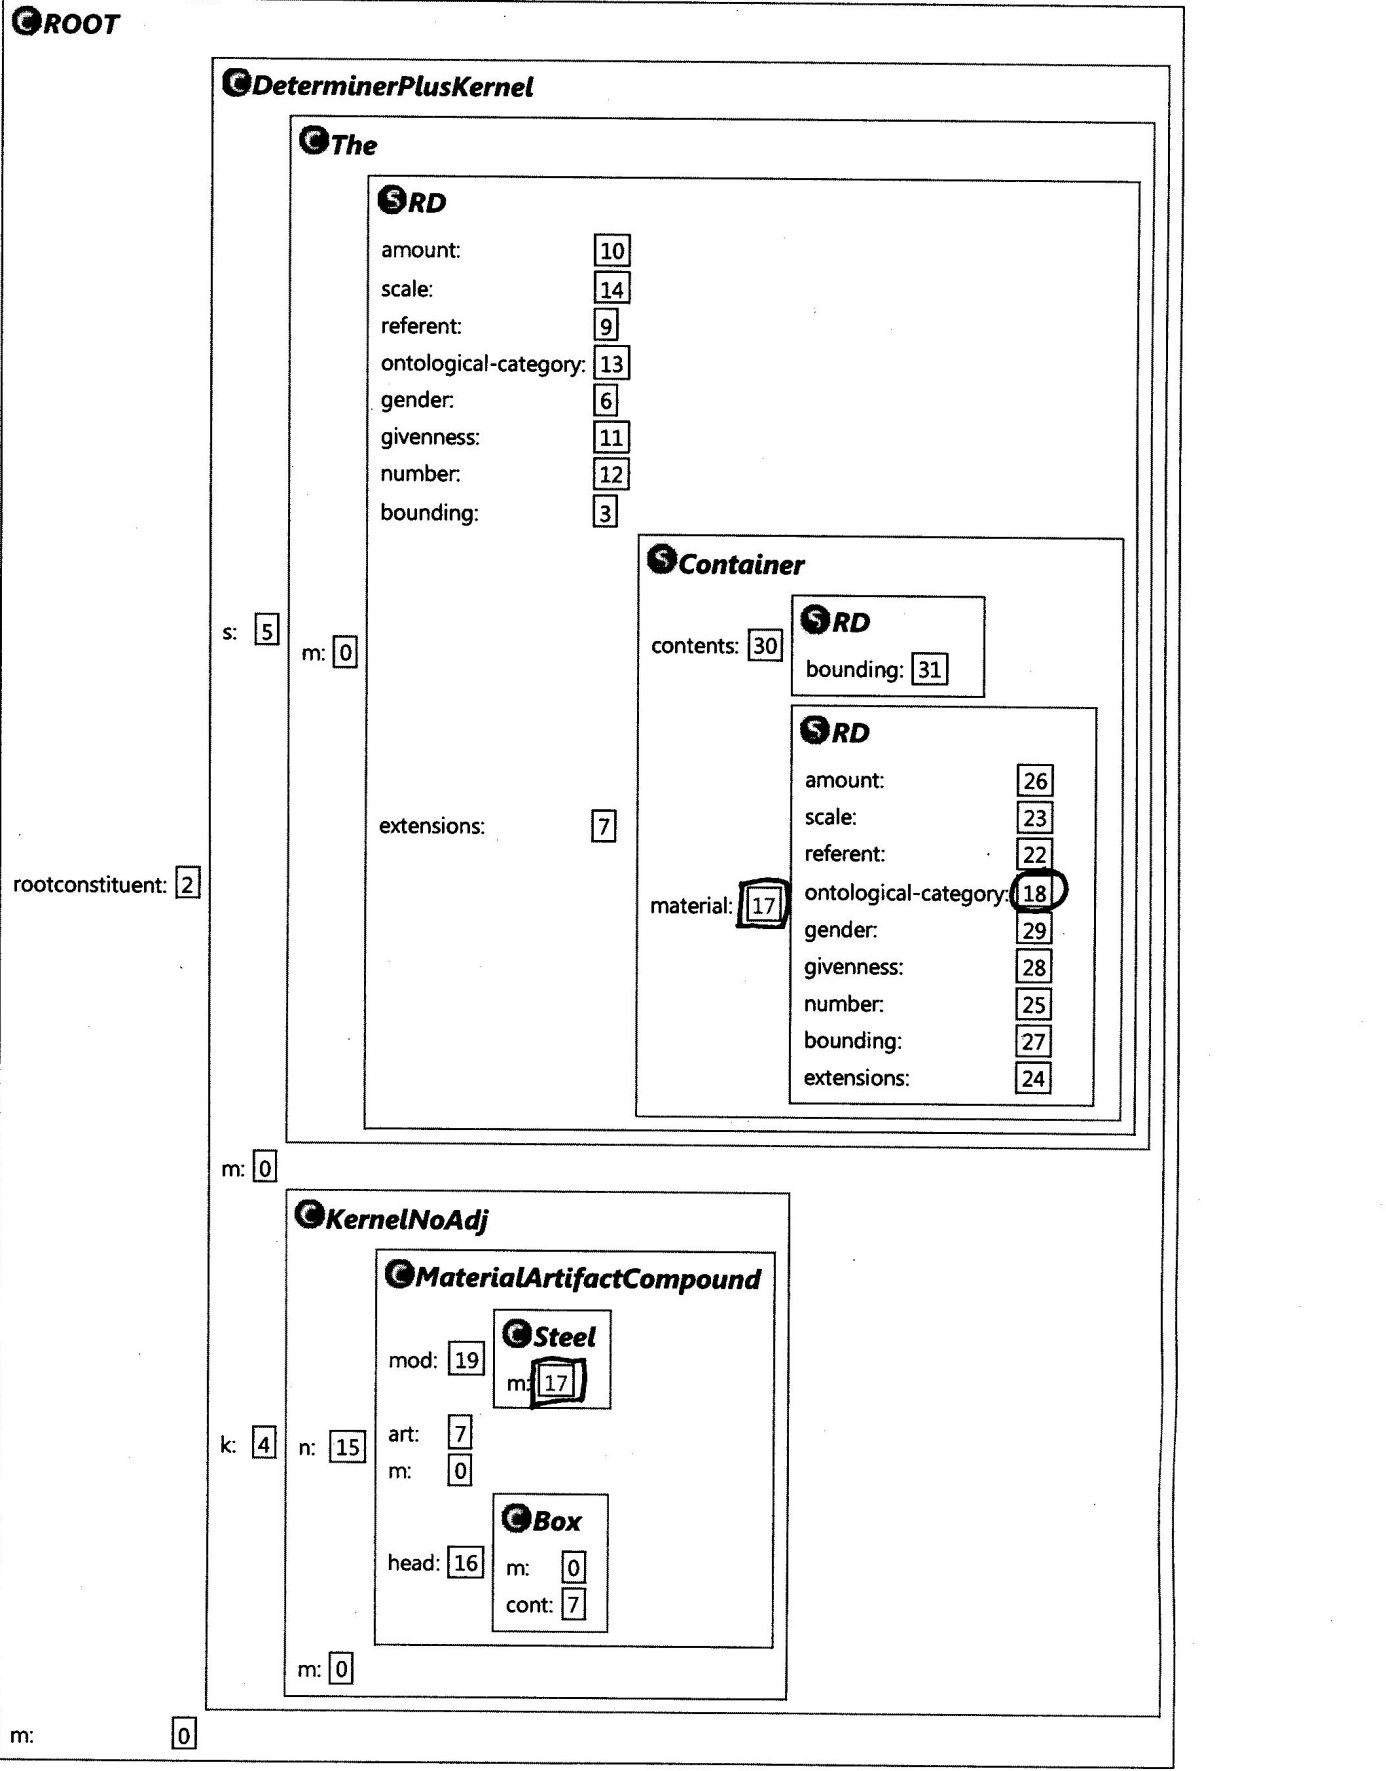 C ROOT
C DeterminerPlusKernel
C The
S RD
amount: 10
scale: 14
referent: 9
ontological-category: 13
gender: 6
givenness: 11
number: 12
bounding: 3
S Container
S RD
s: 5
contents: 30
m: 0
bounding: 31
S RD
amount: 26
scale: 23
extensions: 7
referent: 22
rootconstituent: 2
ontological-category: 18
material: 17
gender: 29
givenness: 28
number: 25
bounding: 27
extensions: 24
m: 0
C KernelNoAdj
C MaterialArtifactCompound
C Steel
mod: 19
m: 17
art: 7
k: 4
n: 15
m: 0
C Box
head: 16
m: 0
cont: 7
m: 0
m: 0